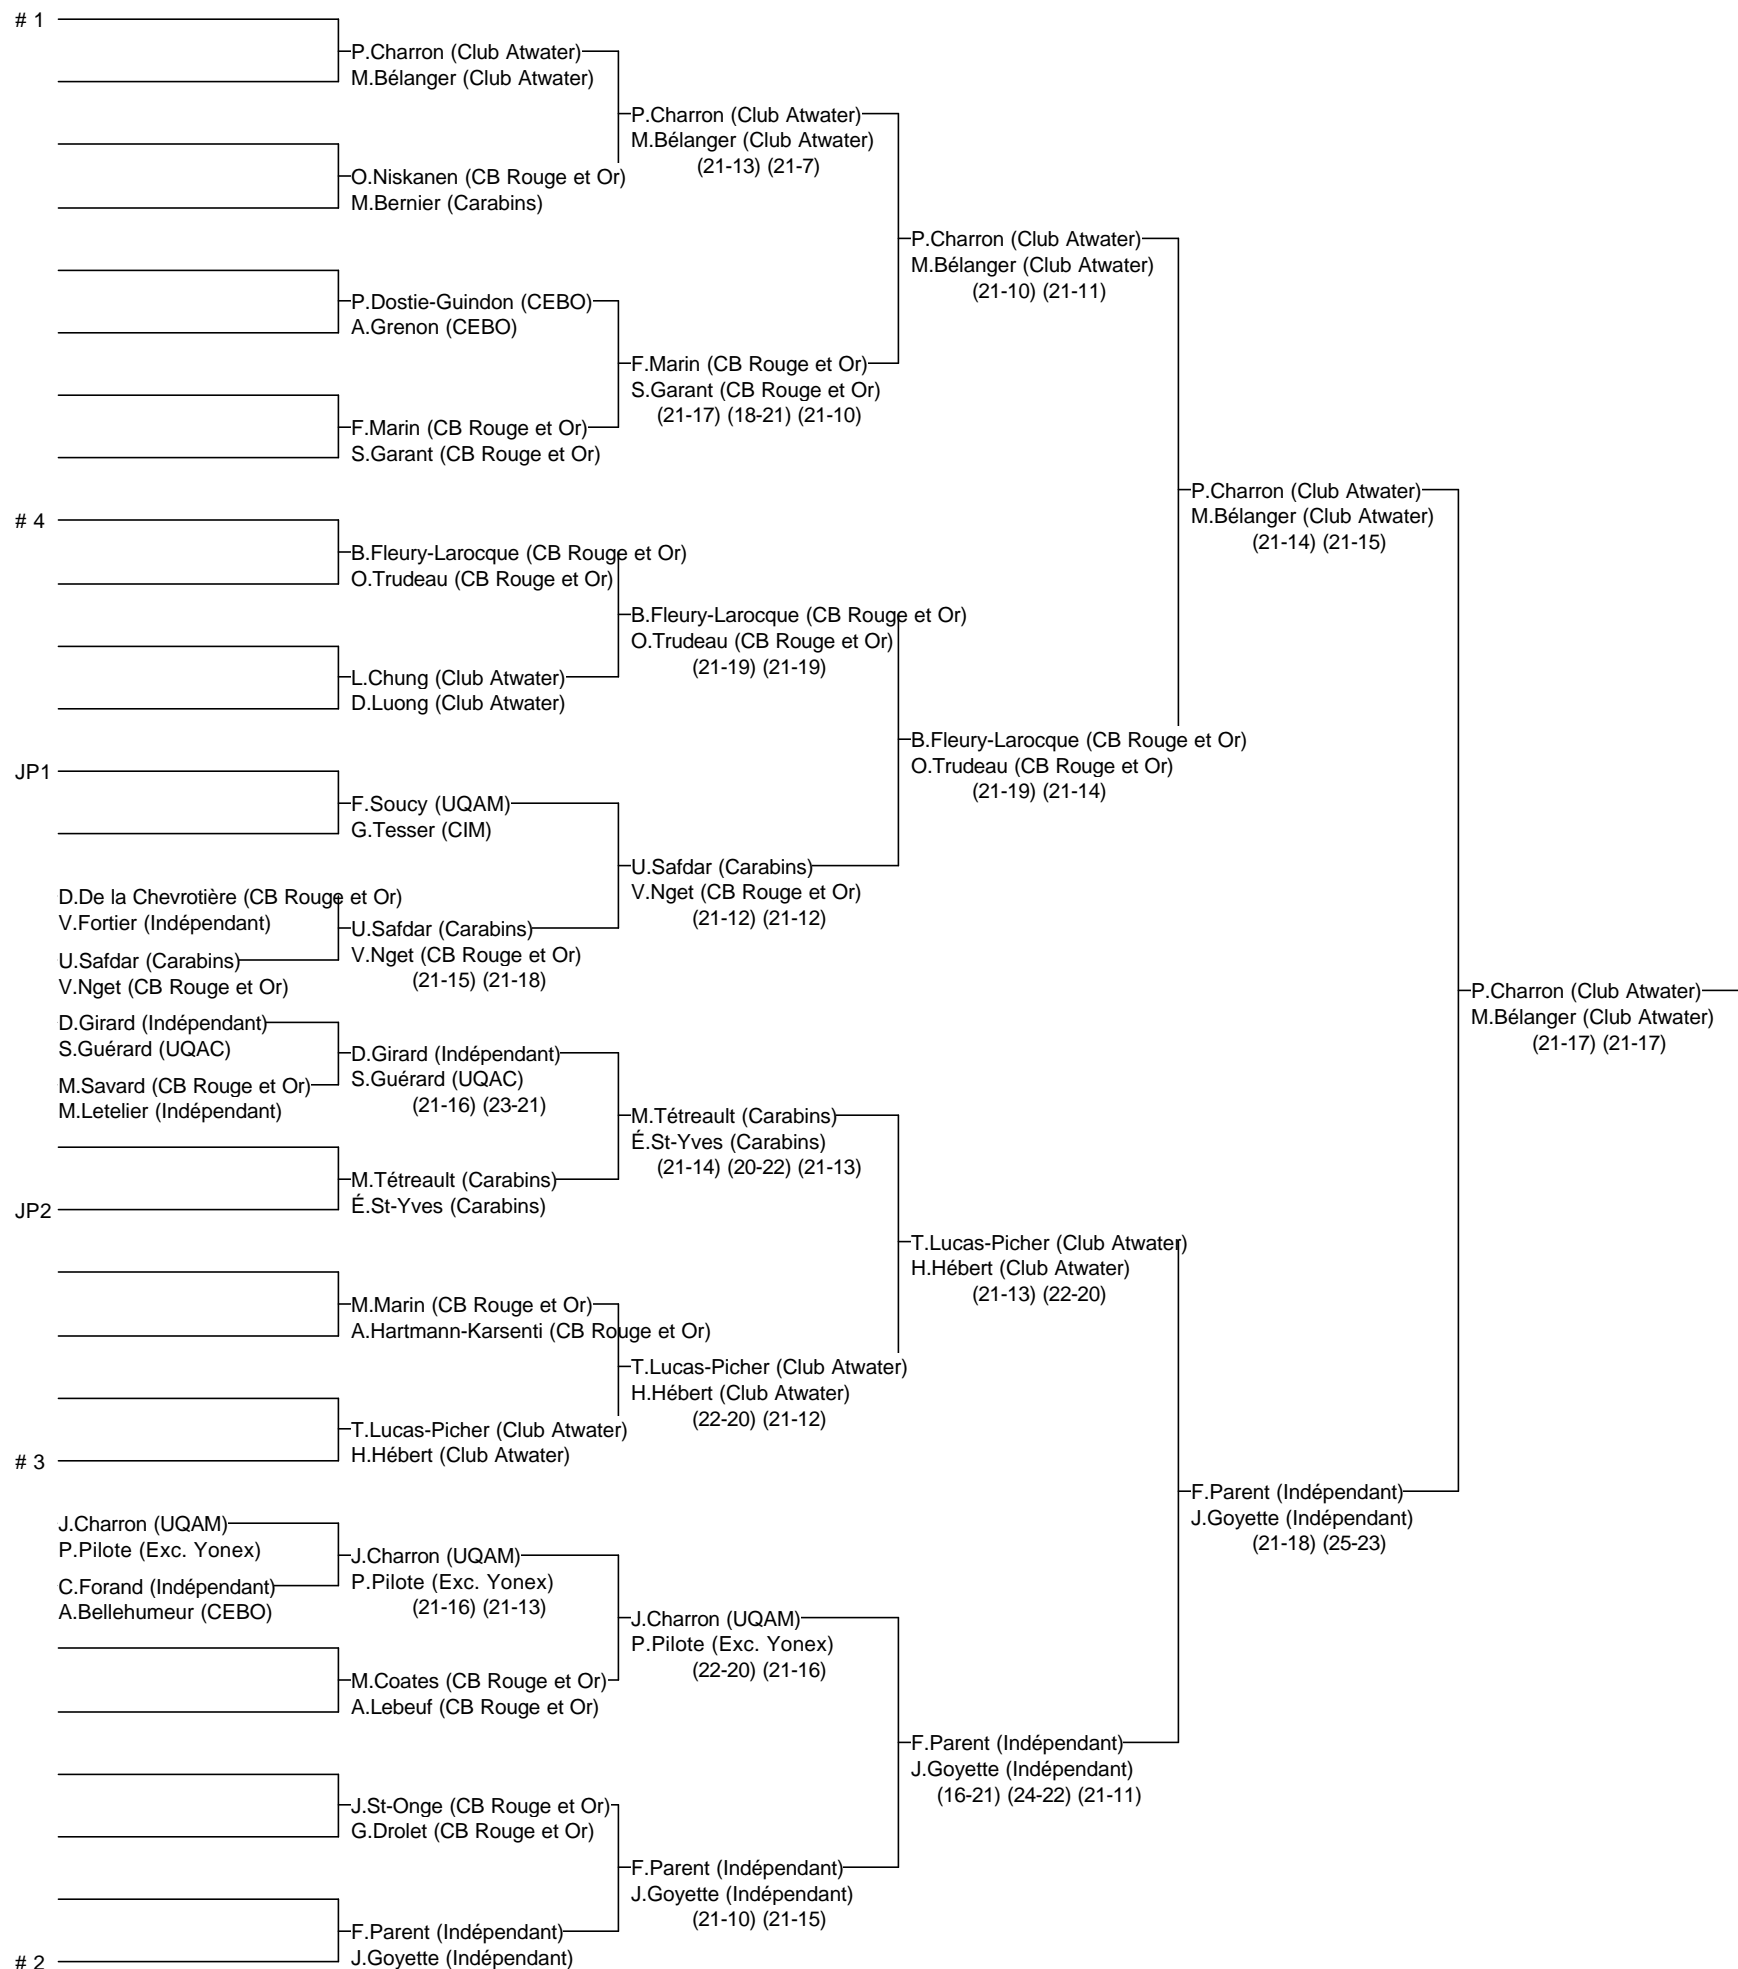 # 1
P.Charron (Club Atwater)
M.Bélanger (Club Atwater)
P.Charron (Club Atwater)
M.Bélanger (Club Atwater)
(21-13) (21-7)
O.Niskanen (CB Rouge et Or)
M.Bernier (Carabins)
P.Charron (Club Atwater)
M.Bélanger (Club Atwater)
(21-10) (21-11)
P.Dostie-Guindon (CEBO)
A.Grenon (CEBO)
F.Marin (CB Rouge et Or)
S.Garant (CB Rouge et Or)
(21-17) (18-21) (21-10)
F.Marin (CB Rouge et Or)
S.Garant (CB Rouge et Or)
P.Charron (Club Atwater)
M.Bélanger (Club Atwater)
(21-14) (21-15)
# 4
B.Fleury-Larocque (CB Rouge et Or)
O.Trudeau (CB Rouge et Or)
B.Fleury-Larocque (CB Rouge et Or)
O.Trudeau (CB Rouge et Or)
(21-19) (21-19)
L.Chung (Club Atwater)
D.Luong (Club Atwater)
B.Fleury-Larocque (CB Rouge et Or)
O.Trudeau (CB Rouge et Or)
(21-19) (21-14)
JP1
F.Soucy (UQAM)
G.Tesser (CIM)
U.Safdar (Carabins)
V.Nget (CB Rouge et Or)
(21-12) (21-12)
D.De la Chevrotière (CB Rouge et Or)
V.Fortier (Indépendant)
U.Safdar (Carabins)
V.Nget (CB Rouge et Or)
(21-15) (21-18)
U.Safdar (Carabins)
V.Nget (CB Rouge et Or)
P.Charron (Club Atwater)
M.Bélanger (Club Atwater)
(21-17) (21-17)
D.Girard (Indépendant)
S.Guérard (UQAC)
D.Girard (Indépendant)
S.Guérard (UQAC)
(21-16) (23-21)
M.Savard (CB Rouge et Or)
M.Letelier (Indépendant)
M.Tétreault (Carabins)
É.St-Yves (Carabins)
(21-14) (20-22) (21-13)
M.Tétreault (Carabins)
É.St-Yves (Carabins)
JP2
T.Lucas-Picher (Club Atwater)
H.Hébert (Club Atwater)
(21-13) (22-20)
M.Marin (CB Rouge et Or)
A.Hartmann-Karsenti (CB Rouge et Or)
T.Lucas-Picher (Club Atwater)
H.Hébert (Club Atwater)
(22-20) (21-12)
T.Lucas-Picher (Club Atwater)
H.Hébert (Club Atwater)
# 3
F.Parent (Indépendant)
J.Goyette (Indépendant)
(21-18) (25-23)
J.Charron (UQAM)
P.Pilote (Exc. Yonex)
J.Charron (UQAM)
P.Pilote (Exc. Yonex)
(21-16) (21-13)
C.Forand (Indépendant)
A.Bellehumeur (CEBO)
J.Charron (UQAM)
P.Pilote (Exc. Yonex)
(22-20) (21-16)
M.Coates (CB Rouge et Or)
A.Lebeuf (CB Rouge et Or)
F.Parent (Indépendant)
J.Goyette (Indépendant)
(16-21) (24-22) (21-11)
J.St-Onge (CB Rouge et Or)
G.Drolet (CB Rouge et Or)
F.Parent (Indépendant)
J.Goyette (Indépendant)
(21-10) (21-15)
F.Parent (Indépendant)
J.Goyette (Indépendant)
# 2